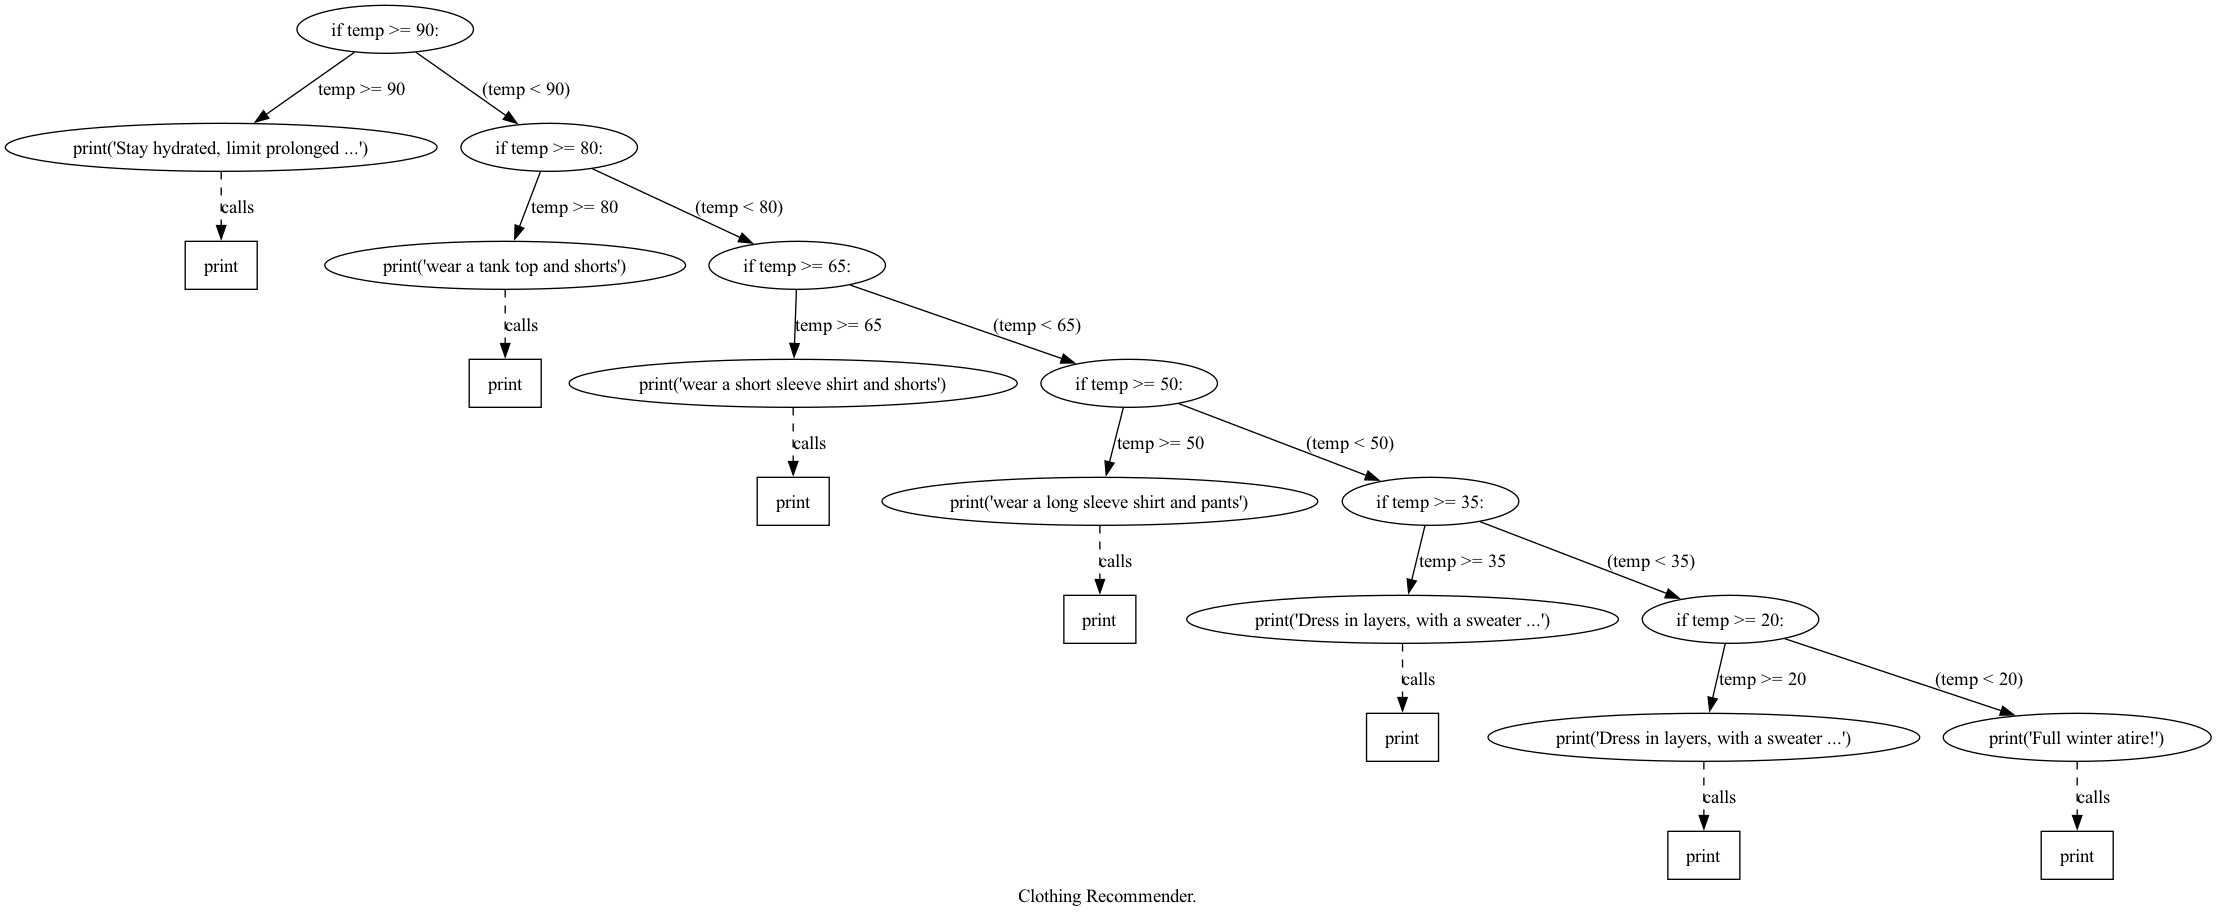 if temp >= 90:
temp >= 90
(temp < 90)
print('Stay hydrated, limit prolonged ...')
if temp >= 80:
calls
temp >= 80
(temp < 80)
print
print('wear a tank top and shorts')
if temp >= 65:
calls
temp >= 65
(temp < 65)
print
print('wear a short sleeve shirt and shorts')
if temp >= 50:
calls
temp >= 50
(temp < 50)
print
print('wear a long sleeve shirt and pants')
if temp >= 35:
calls
temp >= 35
(temp < 35)
print
print('Dress in layers, with a sweater ...')
if temp >= 20:
calls
temp >= 20
(temp < 20)
print
print('Dress in layers, with a sweater ...')
print('Full winter atire!')
calls
calls
print
print
Clothing Recommender.